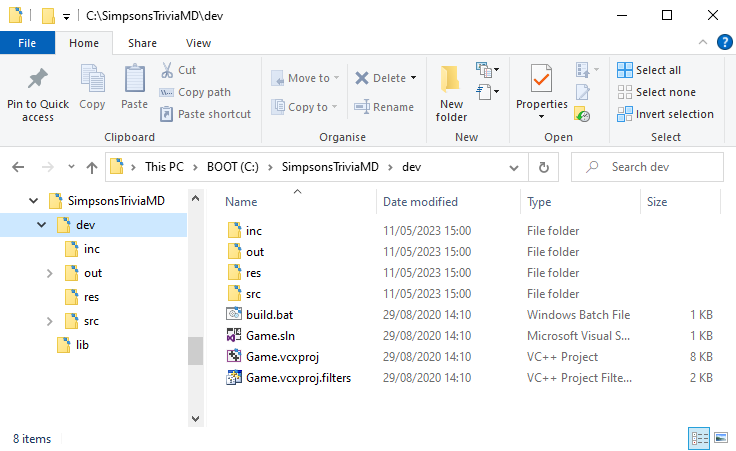 C:\SimpsonsTriviaMD\dev
File Home Share View
Pin to Quick access
Copy
Paste
Cut
Copy path
Paste shortcut
Clipboard
Move to
Copy to
Delete
Rename
Organise
New folder
New
Properties
Open
Select all
Select none
Invert selection
Select
This PC > BOOT (C:) > SimpsonsTriviaMD > dev
Search dev
SimpsonsTriviaMD
dev
inc
out
res
src
lib
Name Date modified Type Size
inc 11/05/2023 15:00 File folder
out 11/05/2023 15:00 File folder
res 11/05/2023 15:00 File folder
src 11/05/2023 15:00 File folder
build.bat 29/08/2020 14:10 Windows Batch File 1 KB
Game.sln 29/08/2020 14:10 Microsoft Visual S... 1 KB
Game.vcxproj 29/08/2020 14:10 VC++ Project 8 KB
Game.vcxproj.filters 29/08/2020 14:10 VC++ Project Filte... 2 KB
8 items